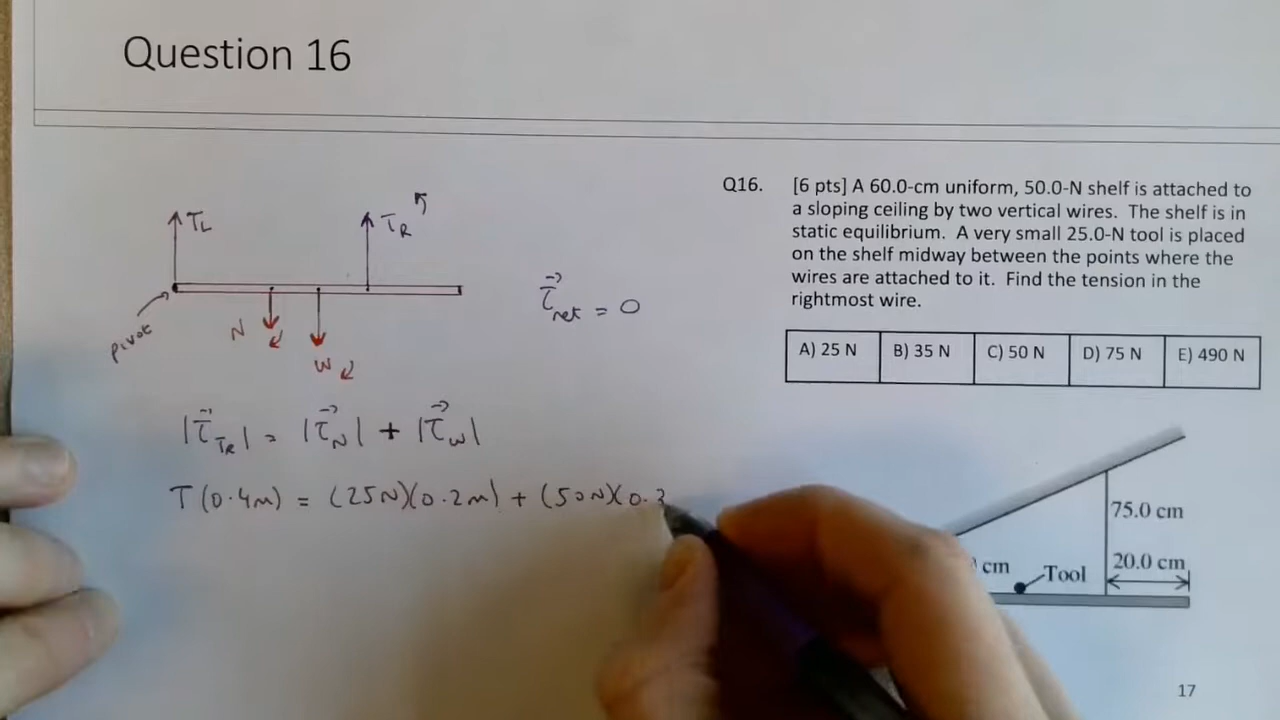 Question 16
T_L
T_R
pivot
N
W
τ⃗_net = 0
|τ⃗_TR| = |τ⃗_N| + |τ⃗_W|
T(0.4m) = (25N)(0.2m) + (50N)(0.3
Q16. [6 pts] A 60.0-cm uniform, 50.0-N shelf is attached to
a sloping ceiling by two vertical wires. The shelf is in
static equilibrium. A very small 25.0-N tool is placed
on the shelf midway between the points where the
wires are attached to it. Find the tension in the
rightmost wire.
A) 25 N B) 35 N C) 50 N D) 75 N E) 490 N
75.0 cm
cm Tool 20.0 cm
17